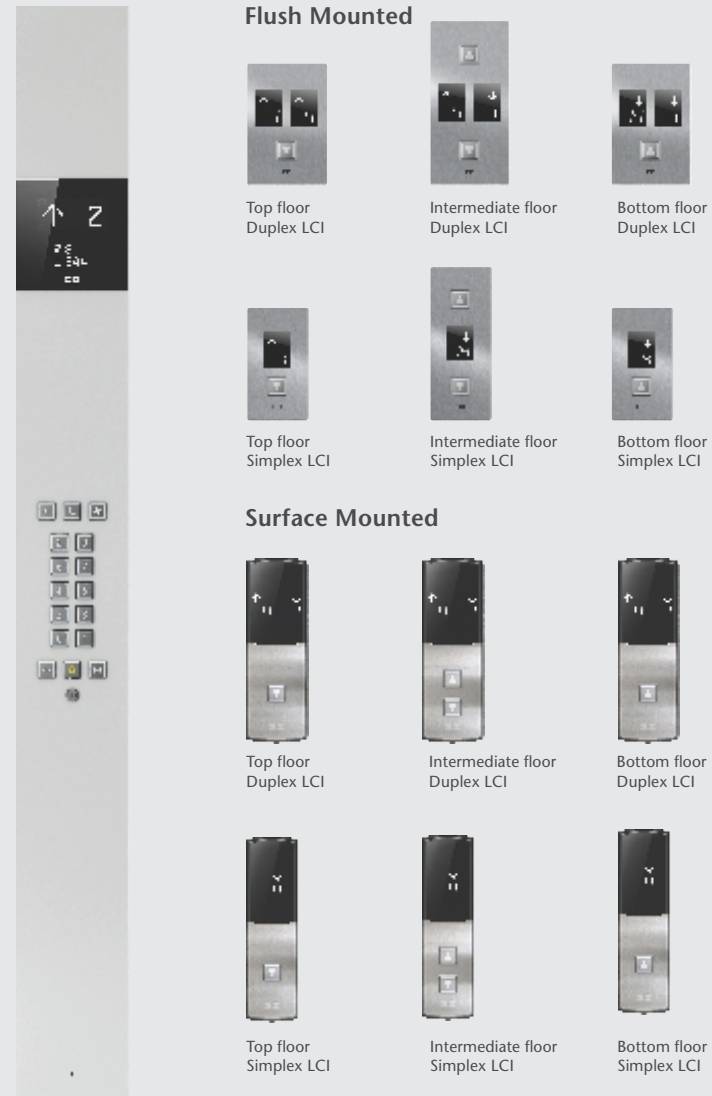 Flush Mounted
Top floor
Duplex LCI
Intermediate floor
Duplex LCI
Bottom floor
Duplex LCI
Top floor
Simplex LCI
Intermediate floor
Simplex LCI
Bottom floor
Simplex LCI
Surface Mounted
Top floor
Duplex LCI
Intermediate floor
Duplex LCI
Bottom floor
Duplex LCI
Top floor
Simplex LCI
Intermediate floor
Simplex LCI
Bottom floor
Simplex LCI
2